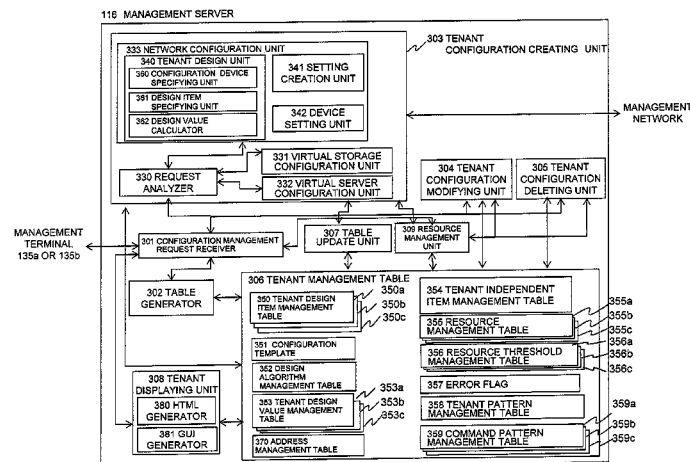 116 MANAGEMENT SERVER
303 TENANT
CONFIGURATION CREATING UNIT
333 NETWORK CONFIGURATION UNIT
340 TENANT DESIGN UNIT
360 CONFIGURATION DEVICE
SPECIFYING UNIT
361 DESIGN ITEM
SPECIFYING UNIT
362 DESIGN VALUE
CALCULATOR
341 SETTING
CREATION UNIT
342 DEVICE
SETTING UNIT
MANAGEMENT
NETWORK
331 VIRTUAL STORAGE
CONFIGURATION UNIT
330 REQUEST
ANALYZER
332 VIRTUAL SERVER
CONFIGURATION UNIT
304 TENANT
CONFIGURATION
MODIFYING UNIT
305 TENANT
CONFIGURATION
DELETING UNIT
MANAGEMENT
TERMINAL
135a OR 135b
301 CONFIGURATION MANAGEMENT
REQUEST RECEIVER
307 TABLE
UPDATE UNIT
309 RESOURCE
MANAGEMENT
UNIT
302 TABLE
GENERATOR
306 TENANT MANAGEMENT TABLE
350 TENANT DESIGN
ITEM MANAGEMENT
TABLE
350a
350b
350c
351 CONFIGURATION
TEMPLATE
352 DESIGN
ALGORITHM
MANAGEMENT TABLE
353 TENANT DESIGN
VALUE MANAGEMENT
TABLE
353a
353b
353c
370 ADDRESS
MANAGEMENT TABLE
354 TENANT INDEPENDENT
ITEM MANAGEMENT TABLE
355 RESOURCE
MANAGEMENT TABLE
355a
355b
355c
356 RESOURCE THRESHOLD
MANAGEMENT TABLE
356a
356b
356c
357 ERROR FLAG
358 TENANT PATTERN
MANAGEMENT TABLE
359 COMMAND PATTERN
MANAGEMENT TABLE
359a
359b
359c
308 TENANT
DISPLAYING UNIT
380 HTML
GENERATOR
381 GUI
GENERATOR